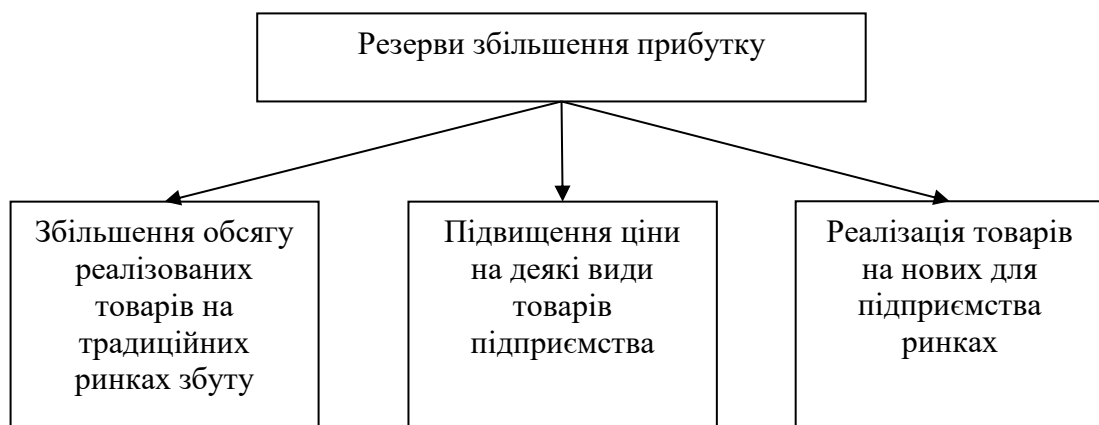 Резерви збільшення прибутку
Збільшення обсягу
реалізованих
товарів на
традиційних
ринках збуту
Підвищення ціни
на деякі види
товарів
підприємства
Реалізація товарів
на нових для
підприємства
ринках